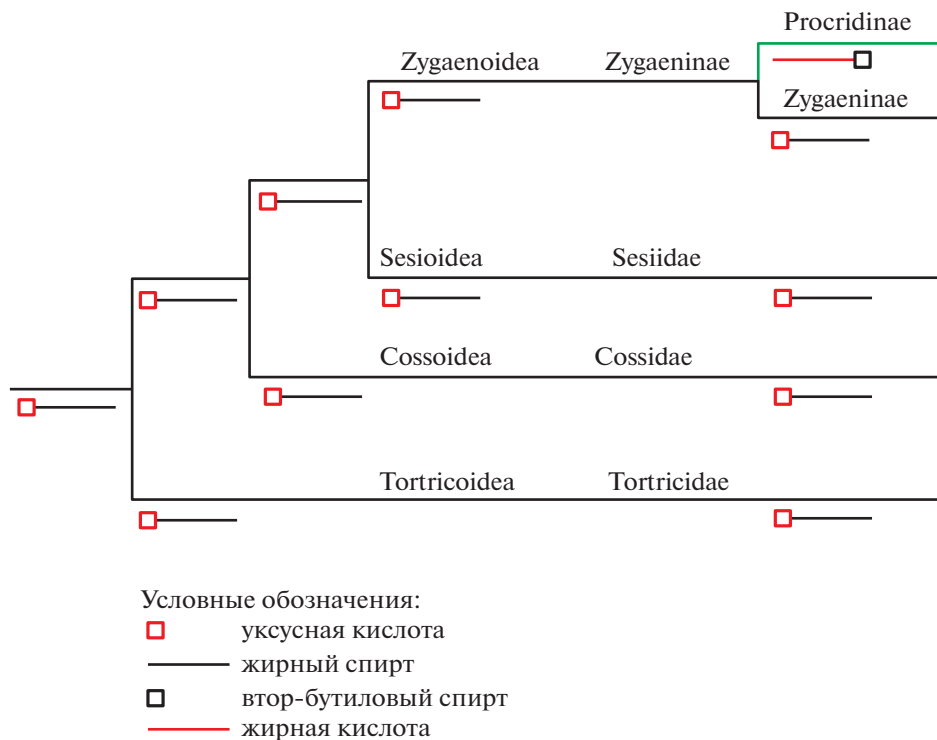 Procridinae
Zygaenoidea Zygaeninae
Zygaeninae
Sesioidea Sesiidae
Cossoidea Cossidae
Tortricoidea Tortricidae
Условные обозначения:
уксусная кислота
жирный спирт
втор-бутиловый спирт
жирная кислота